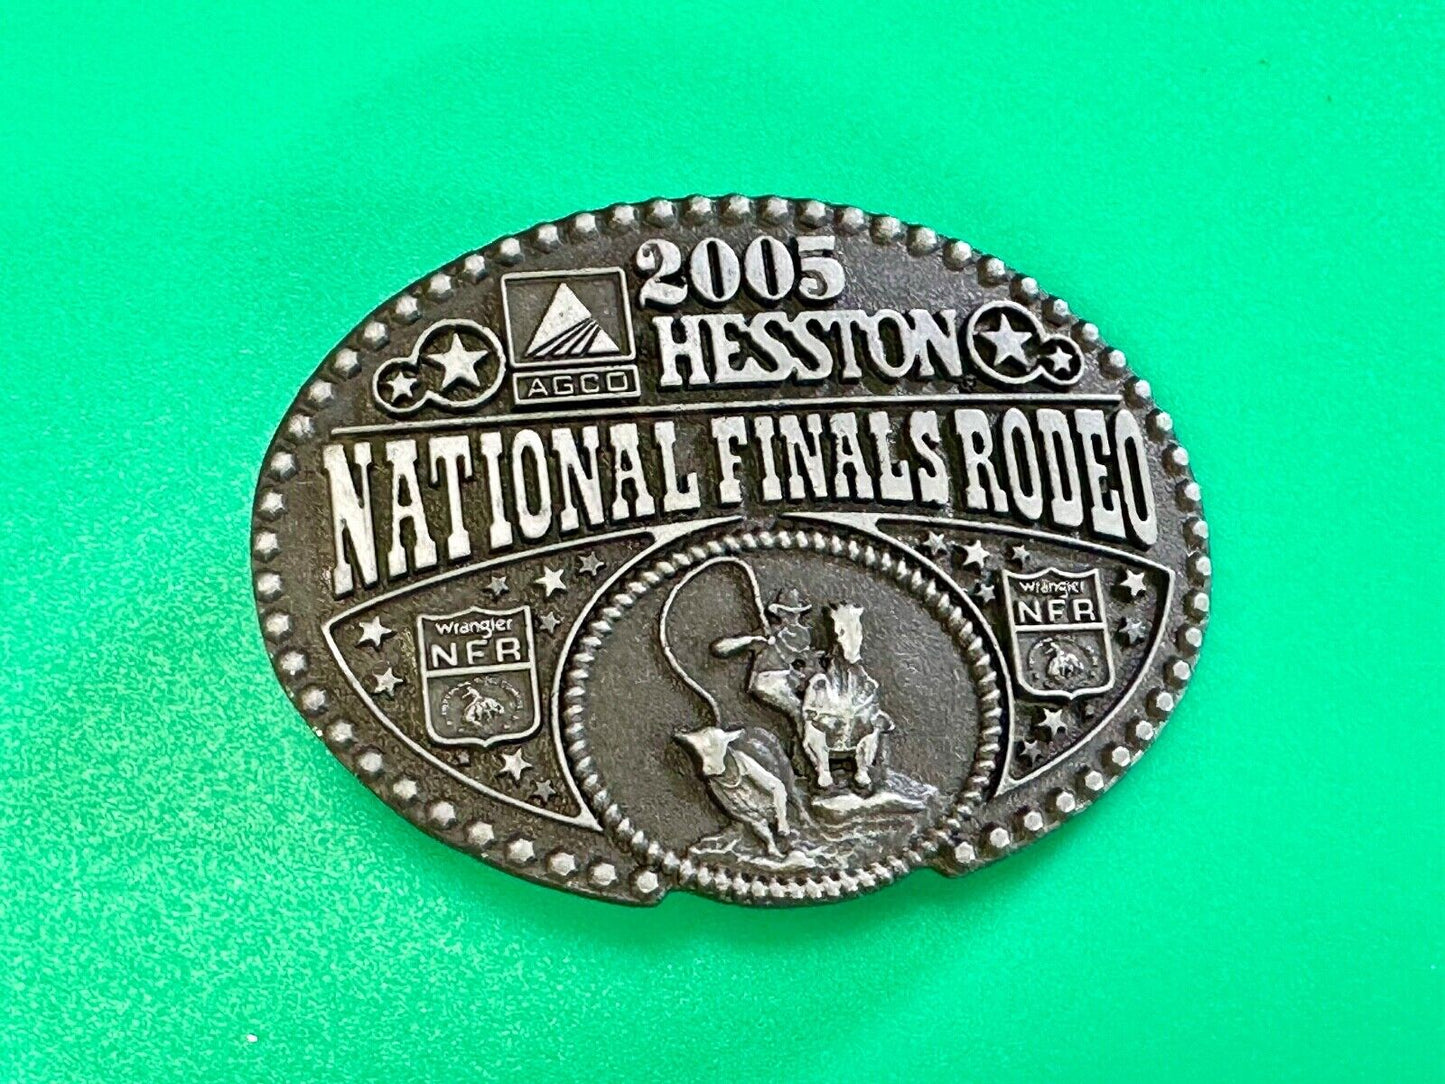 2005
HESSTON
AGCO
NATIONAL FINALS RODEO
Wrangler
NFR
Wrangler
NFR